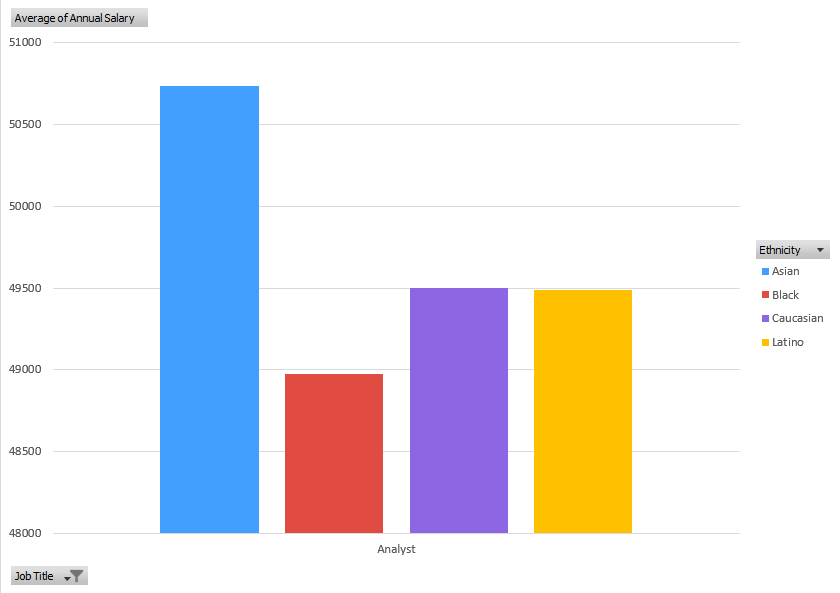 Average of Annual Salary
51000
50500
50000
49500
49000
48500
48000
Analyst
Ethnicity
Asian
Black
Caucasian
Latino
Job Title